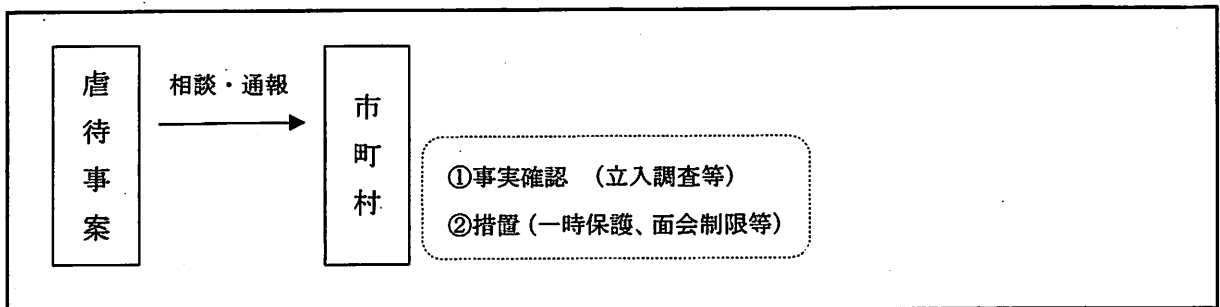 虐待事案
相談・通報
市町村
①事実確認 （立入調査等）
②措置（一時保護、面会制限等）